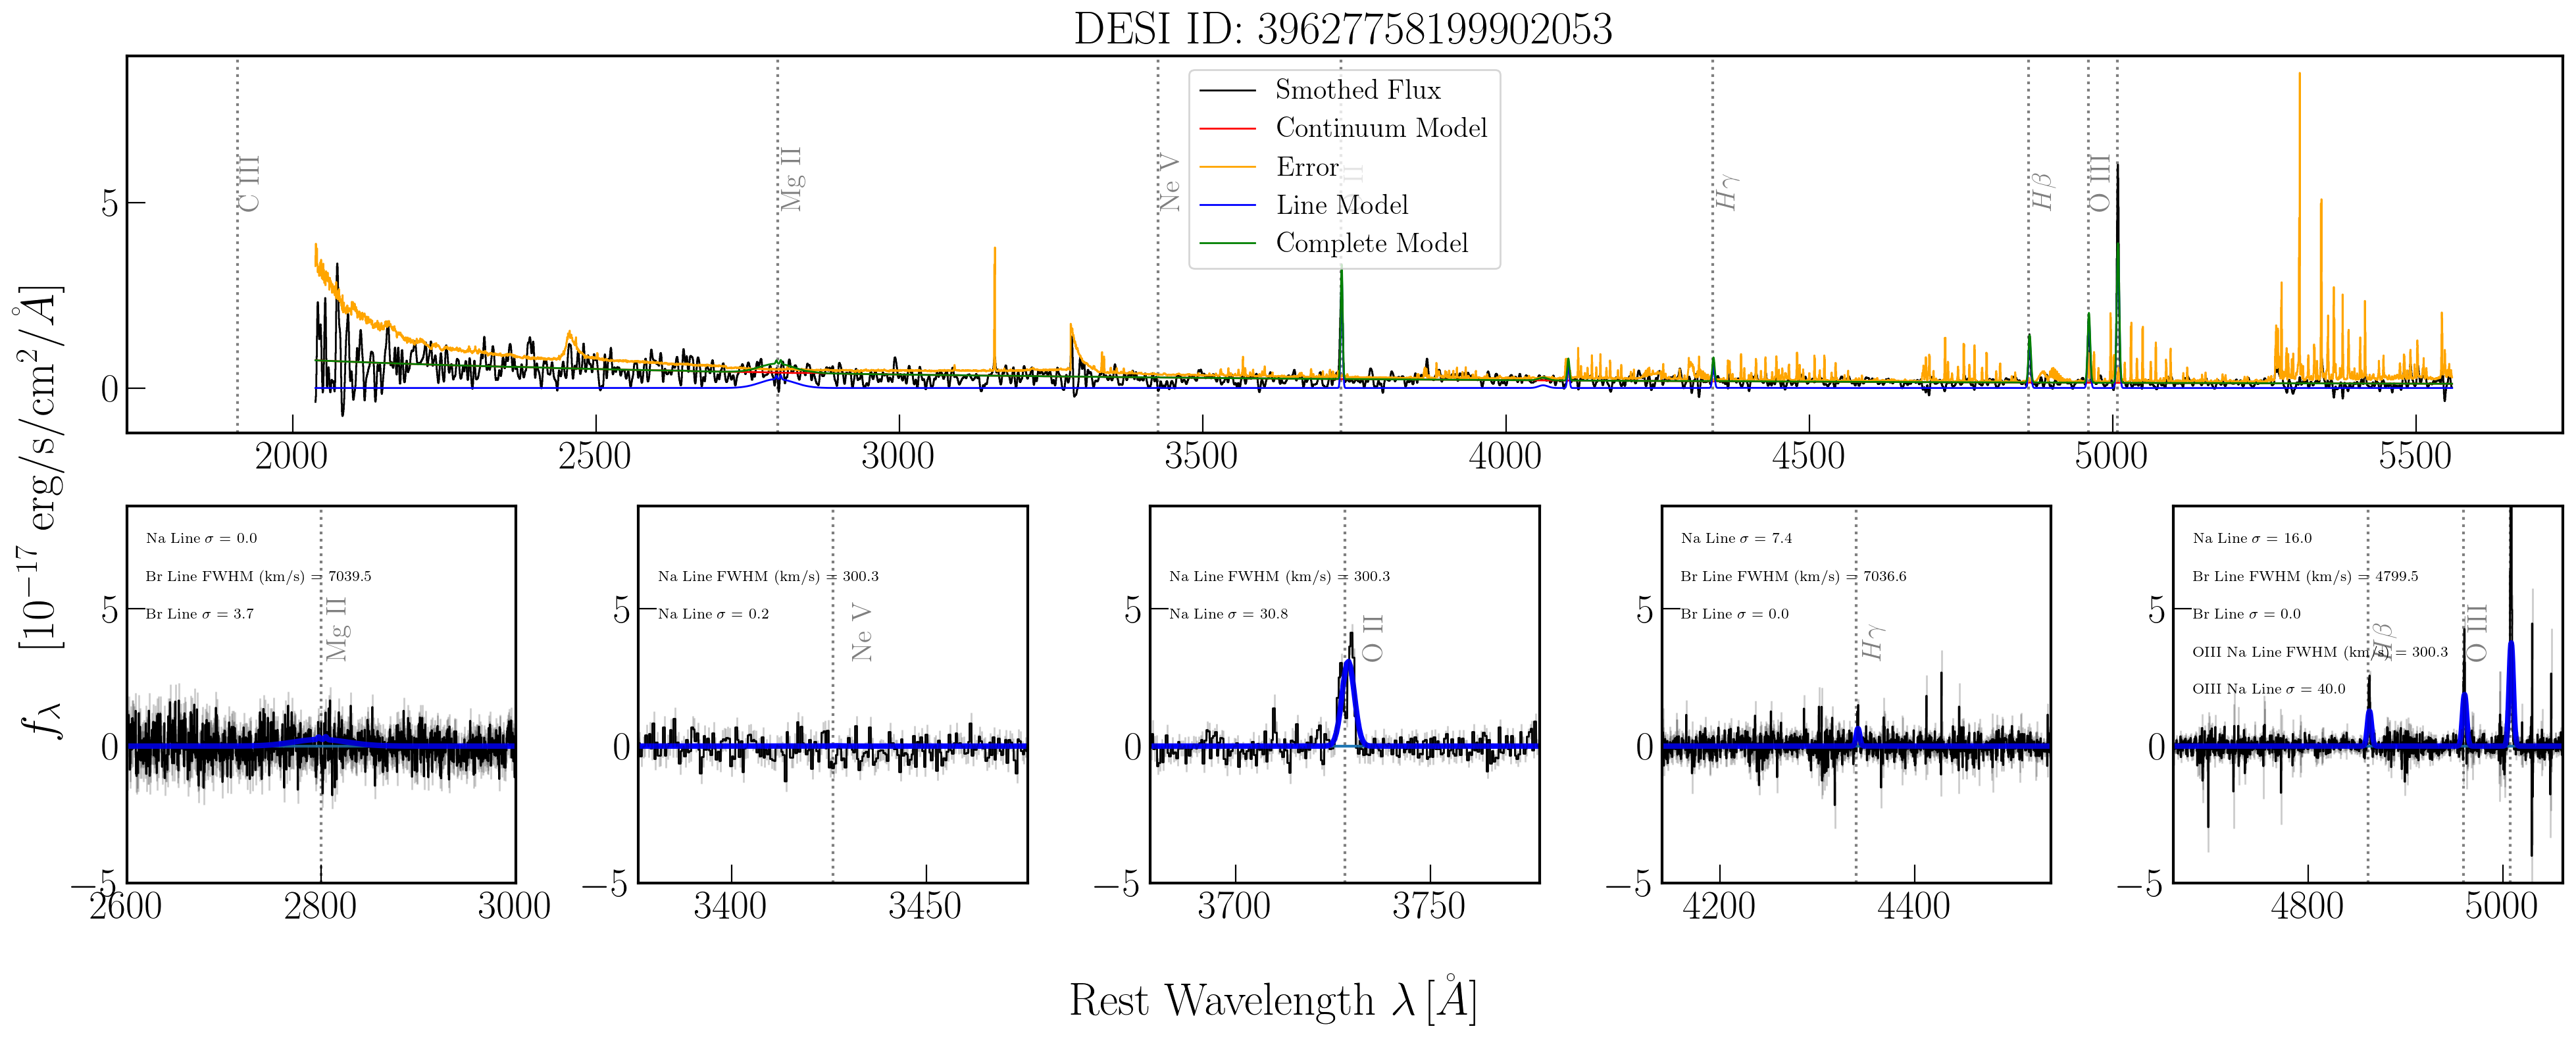 DESI ID: 39627758199902053
Smothed Flux
Continuum Model
Error
Line Model
Complete Model
C III
Mg II
Ne V
II
Hγ
Hβ
O III
5
0
2000 2500 3000 3500 4000 4500 5000 5500
f_λ [10^{-17} erg/s/cm^2/Å]
Na Line σ = 0.0
Br Line FWHM (km/s) = 7039.5
Br Line σ = 3.7
Mg II
5
0
−5
2600 2800 3000
Na Line FWHM (km/s) = 300.3
Na Line σ = 0.2
Ne V
5
0
−5
3400 3450
Na Line FWHM (km/s) = 300.3
Na Line σ = 30.8
O II
5
0
−5
3700 3750
Na Line σ = 7.4
Br Line FWHM (km/s) = 7036.6
Br Line σ = 0.0
Hγ
5
0
−5
4200 4400
Na Line σ = 16.0
Br Line FWHM (km/s) = 4799.5
Br Line σ = 0.0
OIII Na Line FWHM (km/s) = 300.3
OIII Na Line σ = 40.0
Hβ
O III
5
0
−5
4800 5000
Rest Wavelength λ [Å]